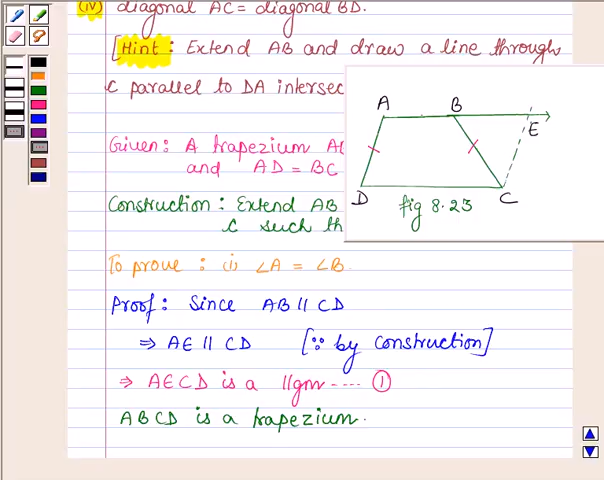 (iv) diagonal AC = diagonal BD.
[Hint : Extend AB and draw a line through
C parallel to DA intersec
Given : A trapezium AB
and AD = BC
Construction : Extend AB
C such th
A B E
D C
fig 8.23
To prove : (i) ∠A = ∠B.
Proof : Since AB || CD
⇒ AE || CD [∵ by construction]
⇒ AECD is a ||gm ---- ①
ABCD is a trapezium.